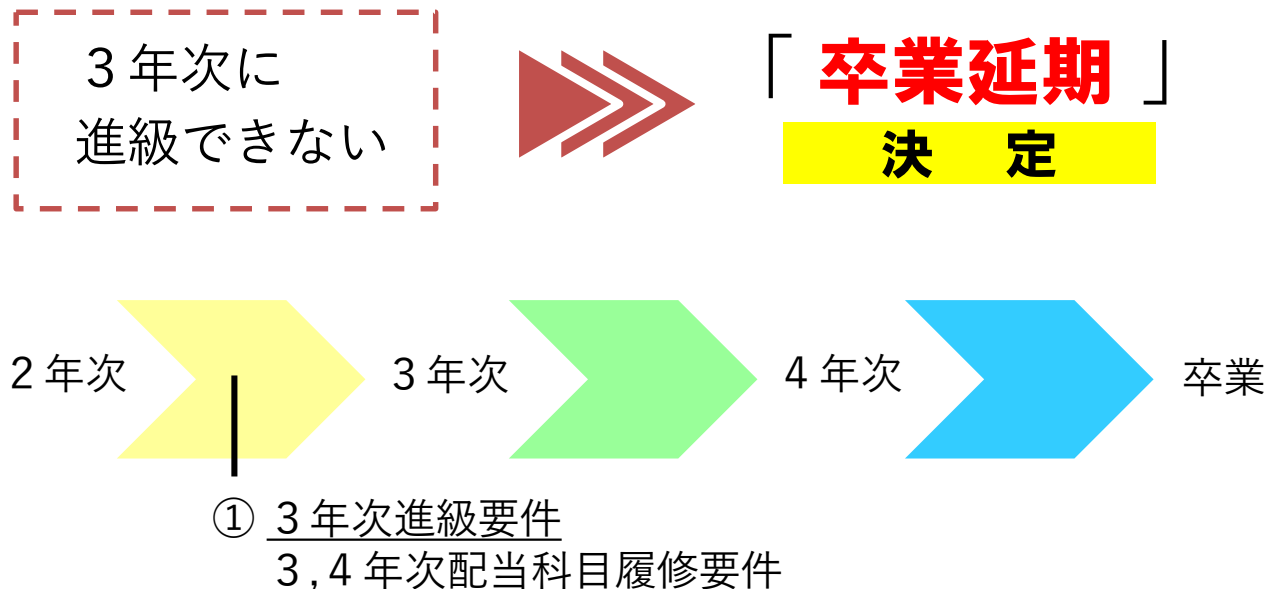 ３年次に
進級できない
「卒業延期」
決　定
２年次
３年次
４年次
卒業
① ３年次進級要件
３,４年次配当科目履修要件